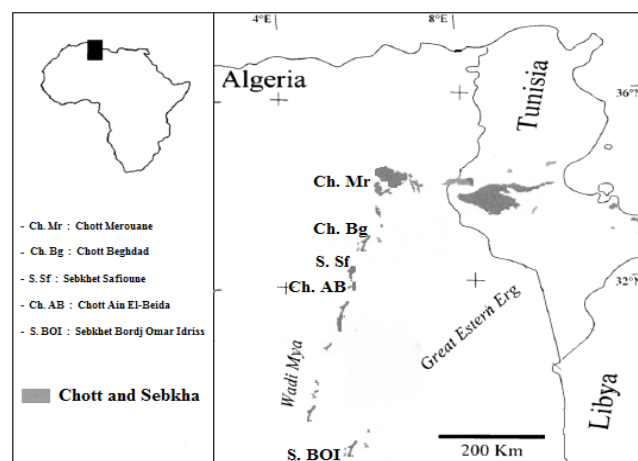 4°E
8°E
Algeria
Tunisia
36°N
Ch. Mr
- Ch. Mr : Chott Merouane
- Ch. Bg : Chott Beghdad
- S. Sf : Sebkhet Safioune
- Ch. AB : Chott Ain El-Beida
- S. BOI : Sebkhet Bordj Omar Idriss
Chott and Sebkha
Ch. Bg
S. Sf
Ch. AB
32°N
Great Estern Erg
Wadi Mya
Libya
200 Km
S. BOI